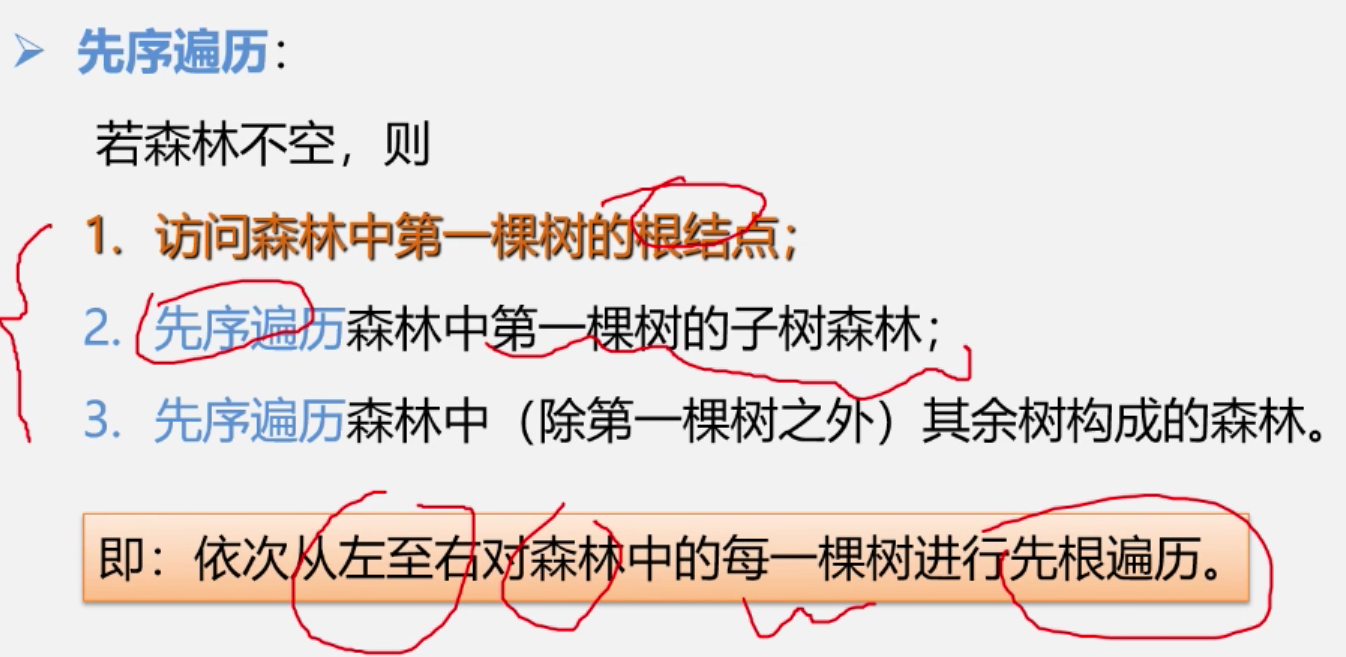 先序遍历：
若森林不空，则
1. 访问森林中第一棵树的根结点；
2. 先序遍历森林中第一棵树的子树森林；
3. 先序遍历森林中（除第一棵树之外）其余树构成的森林。
即：依次从左至右对森林中的每一棵树进行先根遍历。